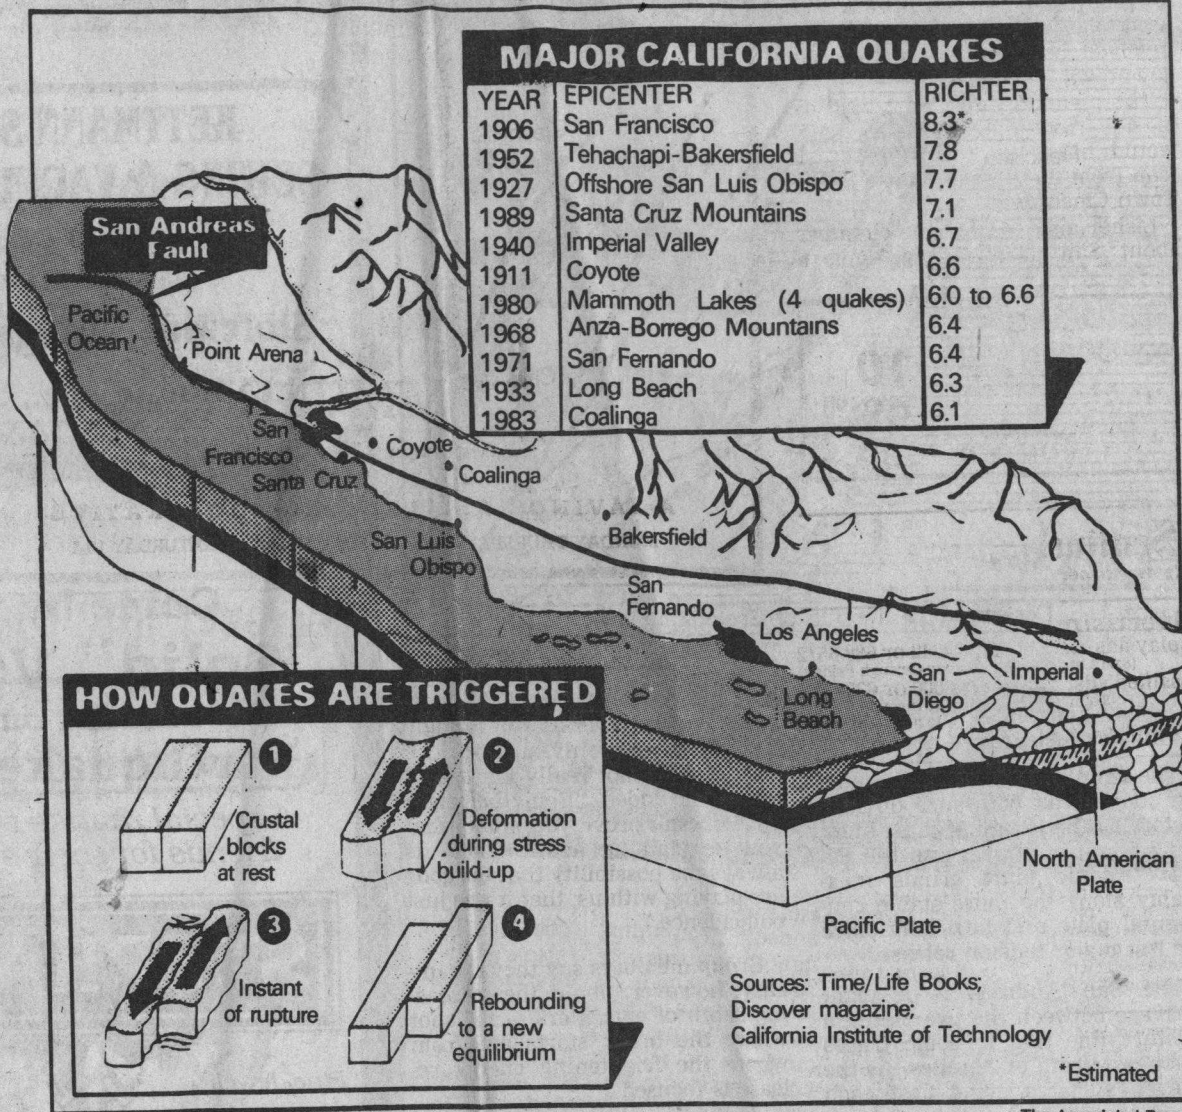 MAJOR CALIFORNIA QUAKES
YEAR EPICENTER RICHTER
1906 San Francisco 8.3*
1952 Tehachapi-Bakersfield 7.8
1927 Offshore San Luis Obispo 7.7
1989 Santa Cruz Mountains 7.1
1940 Imperial Valley 6.7
1911 Coyote 6.6
1980 Mammoth Lakes (4 quakes) 6.0 to 6.6
1968 Anza-Borrego Mountains 6.4
1971 San Fernando 6.4
1933 Long Beach 6.3
1983 Coalinga 6.1
San Andreas
Fault
Pacific
Ocean
Point Arena
San
Francisco
Santa Cruz
Coyote
Coalinga
San Luis
Obispo
Bakersfield
San
Fernando
Los Angeles
Long
Beach
San
Diego
Imperial
North American
Plate
Pacific Plate
HOW QUAKES ARE TRIGGERED
1
Crustal
blocks
at rest
2
Deformation
during stress
build-up
3
Instant
of rupture
4
Rebounding
to a new
equilibrium
Sources: Time/Life Books;
Discover magazine;
California Institute of Technology
*Estimated